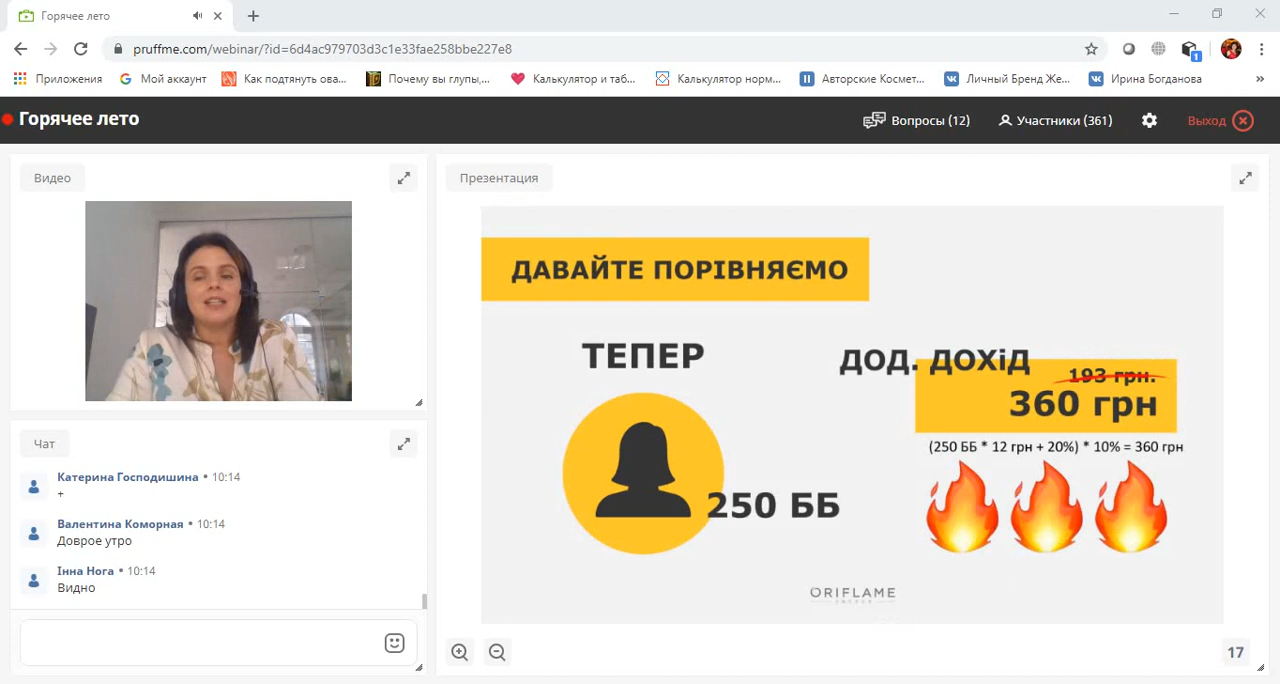 Горячее лето
pruffme.com/webinar/?id=6d4ac979703d3c1e33fae258bbe227e8
Приложения
Мой аккаунт
Как подтянуть ова...
Почему вы глупы,...
Калькулятор и таб...
Калькулятор норм...
Авторские Космет...
Личный Бренд Же...
Ирина Богданова
»
1
Горячее лето
Вопросы (12)
Участники (361)
Выход
Видео
Презентация
ДАВАЙТЕ ПОРІВНЯЄМО
ТЕПЕР
250 ББ
ДОД. ДОХіД
193 грн.
360 грн
(250 ББ * 12 грн + 20%) * 10% = 360 грн
ORIFLAME
17
Чат
Катерина Господишина • 10:14
+
Валентина Коморная • 10:14
Доврое утро
Інна Нога • 10:14
Видно